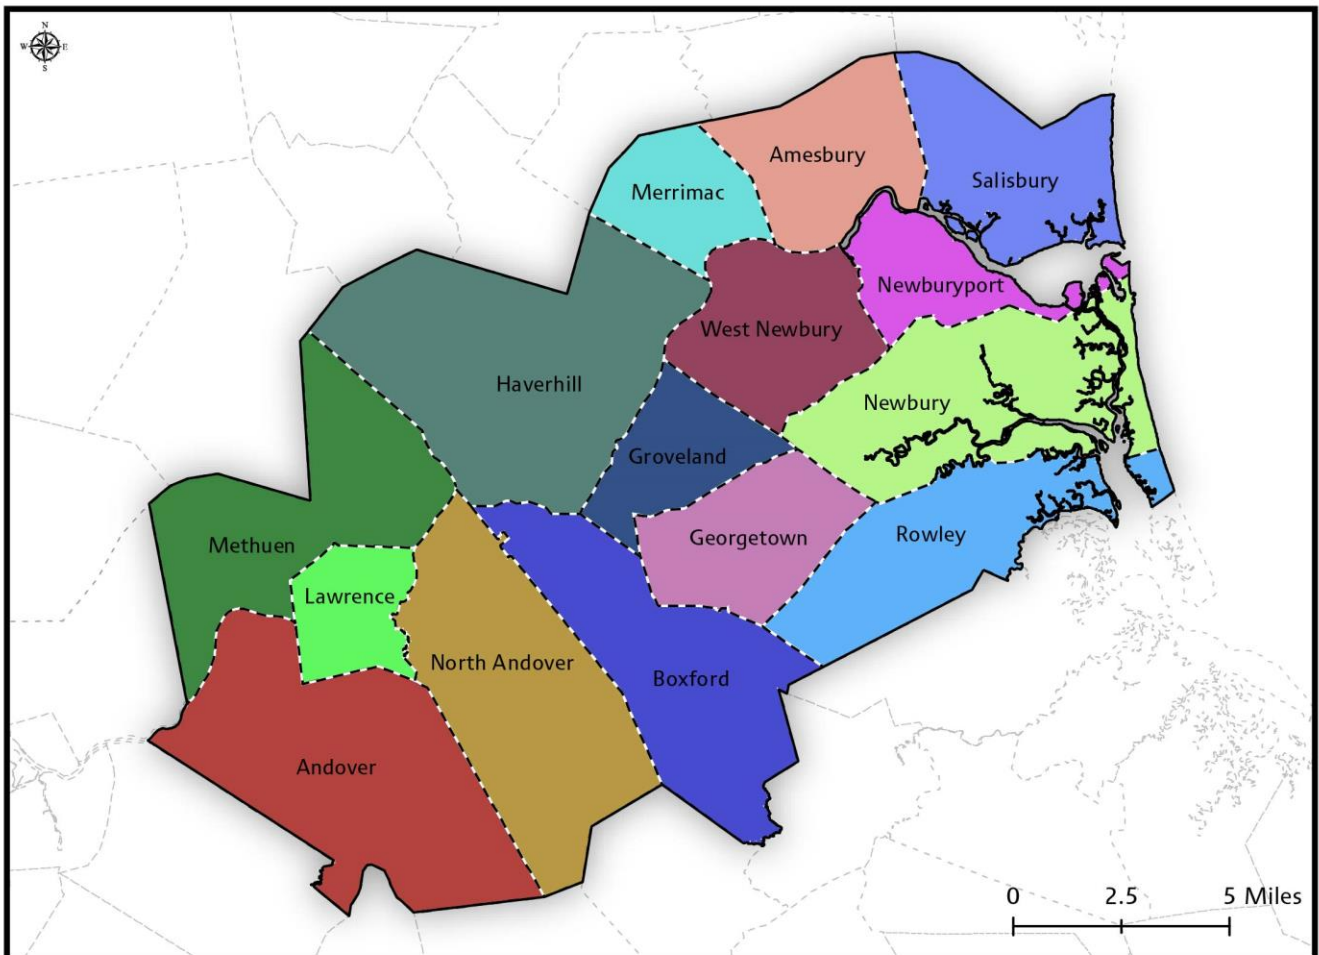 N
W E
S
Amesbury
Salisbury
Merrimac
Newburyport
West Newbury
Haverhill
Newbury
Groveland
Rowley
Georgetown
Methuen
Lawrence
North Andover
Boxford
Andover
0 2.5 5 Miles